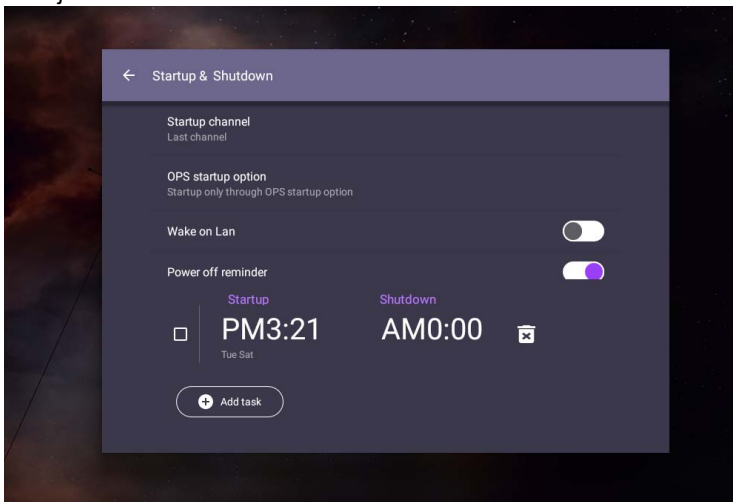 Startup & Shutdown
Startup channel
Last channel
OPS startup option
Startup only through OPS startup option
Wake on Lan
Power off reminder
Startup Shutdown
PM3:21 AM0:00
Tue Sat
Add task